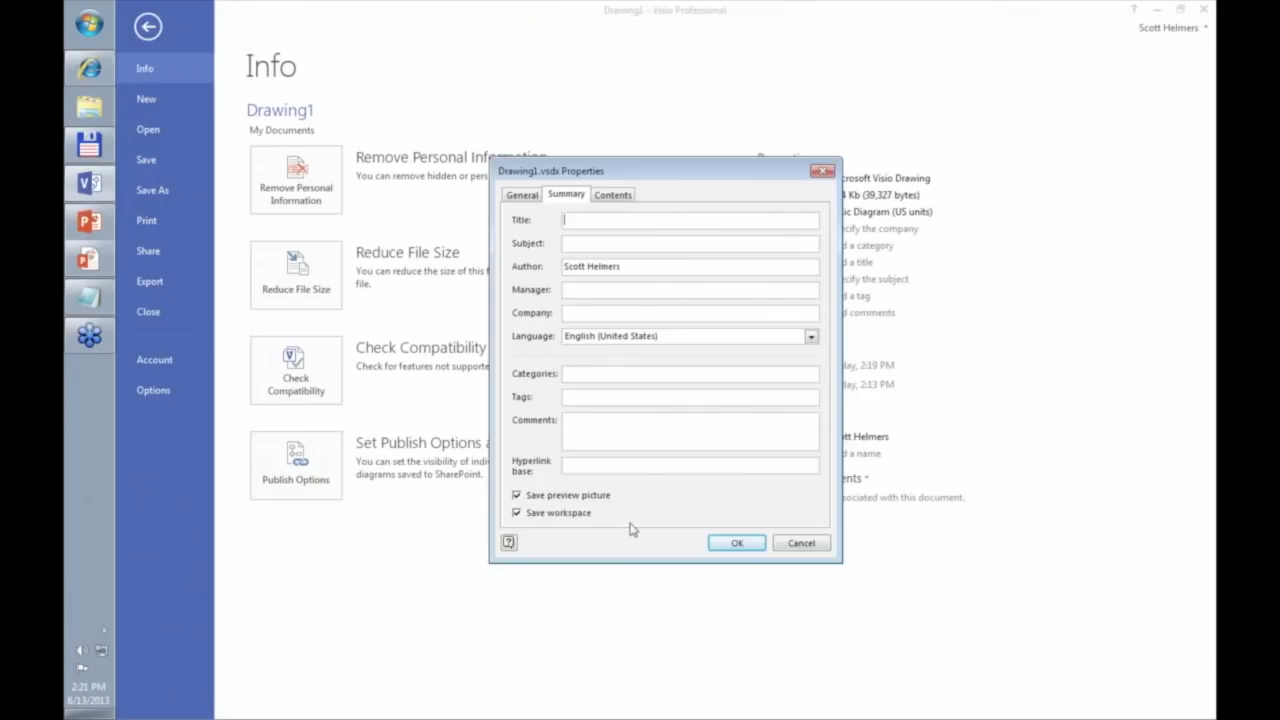 Drawing1 - Visio Professional
?
Scott Helmers
Info
New
Open
Save
Save As
Print
Share
Export
Close
Account
Options
2:21 PM
6/13/2013
Info
Drawing1
My Documents
Remove Personal
Information
Remove Personal Information
You can remove hidden or pers
Reduce File Size
Reduce File Size
You can reduce the size of this f
file.
Check
Compatibility
Check Compatibility
Check for features not supporte
Publish Options
Set Publish Options a
You can set the visibility of indi
diagrams saved to SharePoint.
Drawing1.vsdx Properties
General
Summary
Contents
Title:
Subject:
Author:
Scott Helmers
Manager:
Company:
Language:
English (United States)
Categories:
Tags:
Comments:
Hyperlink
base:
Save preview picture
Save workspace
OK
Cancel
crosoft Visio Drawing
Kb (39,327 bytes)
ic Diagram (US units)
cify the company
d a category
d a title
cify the subject
d a tag
d comments
day, 2:19 PM
day, 2:13 PM
tt Helmers
d a name
ents
ssociated with this document.